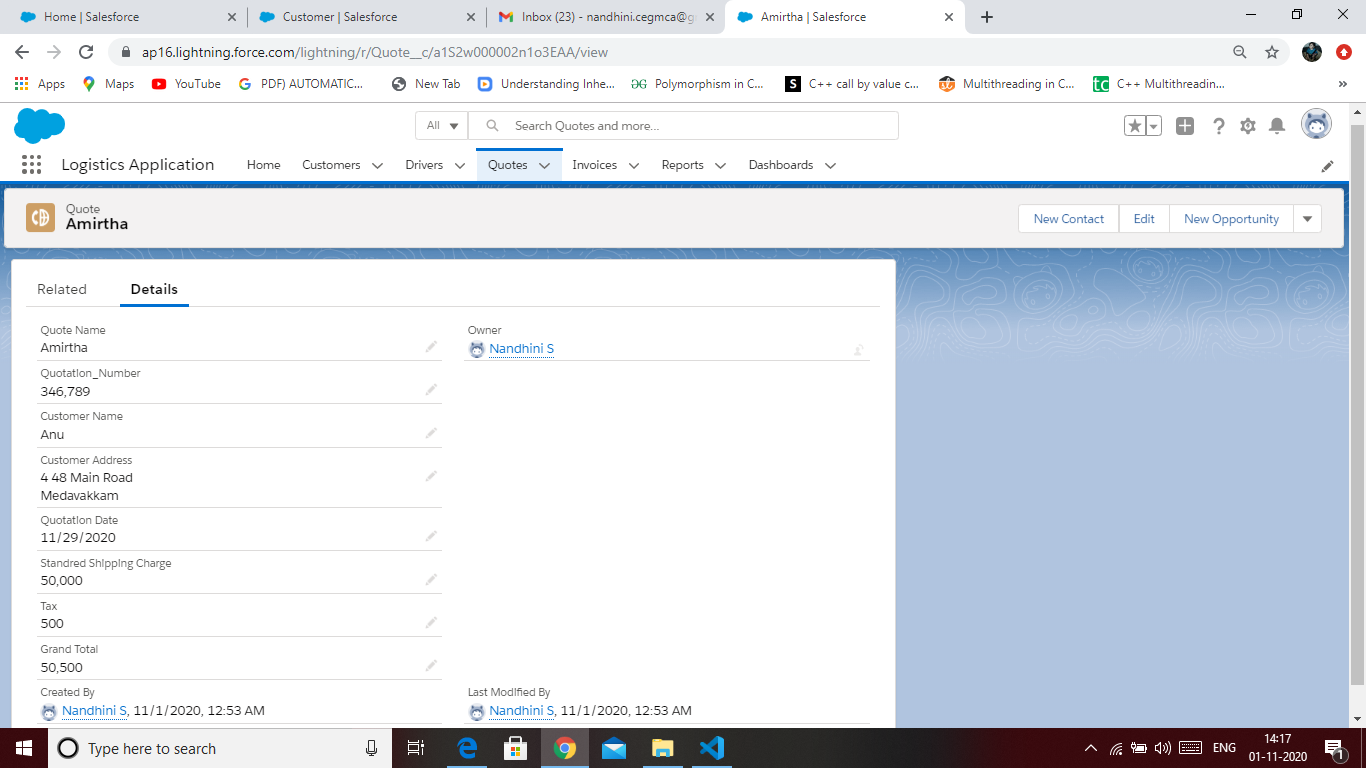 Home | Salesforce
Customer | Salesforce
Inbox (23) - nandhini.cegmca@g
Amirtha | Salesforce
ap16.lightning.force.com/lightning/r/Quote__c/a1S2w000002n1o3EAA/view
Apps
Maps
YouTube
PDF) AUTOMATIC...
New Tab
Understanding Inhe...
Polymorphism in C...
C++ call by value c...
Multithreading in C...
C++ Multithreadin...
»
All
Search Quotes and more...
Logistics Application
Home
Customers
Drivers
Quotes
Invoices
Reports
Dashboards
Quote
Amirtha
New Contact
Edit
New Opportunity
Related
Details
Quote Name
Amirtha
Owner
Nandhini S
Quotation_Number
346,789
Customer Name
Anu
Customer Address
4 48 Main Road
Medavakkam
Quotation Date
11/29/2020
Standred Shipping Charge
50,000
Tax
500
Grand Total
50,500
Created By
Nandhini S, 11/1/2020, 12:53 AM
Last Modified By
Nandhini S, 11/1/2020, 12:53 AM
Type here to search
ENG
14:17
01-11-2020
1